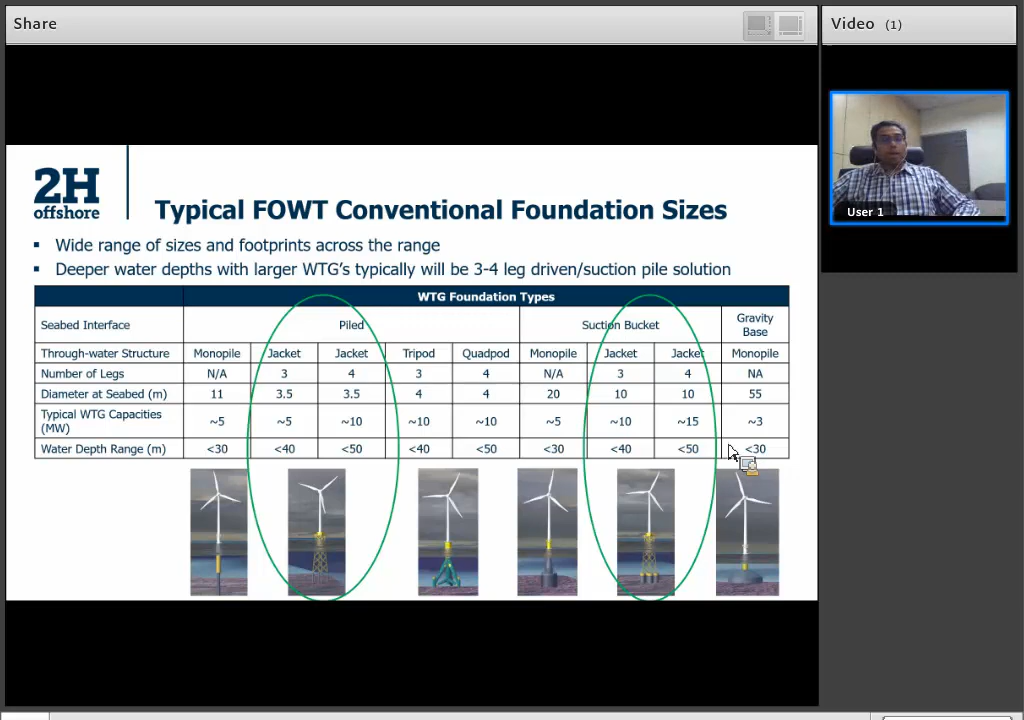 Share
Video (1)
User 1
2H
offshore
Typical FOWT Conventional Foundation Sizes
▪ Wide range of sizes and footprints across the range
▪ Deeper water depths with larger WTG's typically will be 3-4 leg driven/suction pile solution
WTG Foundation Types
Seabed Interface Piled Suction Bucket Gravity Base
Through-water Structure Monopile Jacket Jacket Tripod Quadpod Monopile Jacket Jacket Monopile
Number of Legs N/A 3 4 3 4 N/A 3 4 NA
Diameter at Seabed (m) 11 3.5 3.5 4 4 20 10 10 55
Typical WTG Capacities (MW) ~5 ~5 ~10 ~10 ~10 ~5 ~10 ~15 ~3
Water Depth Range (m) <30 <40 <50 <40 <50 <30 <40 <50 <30